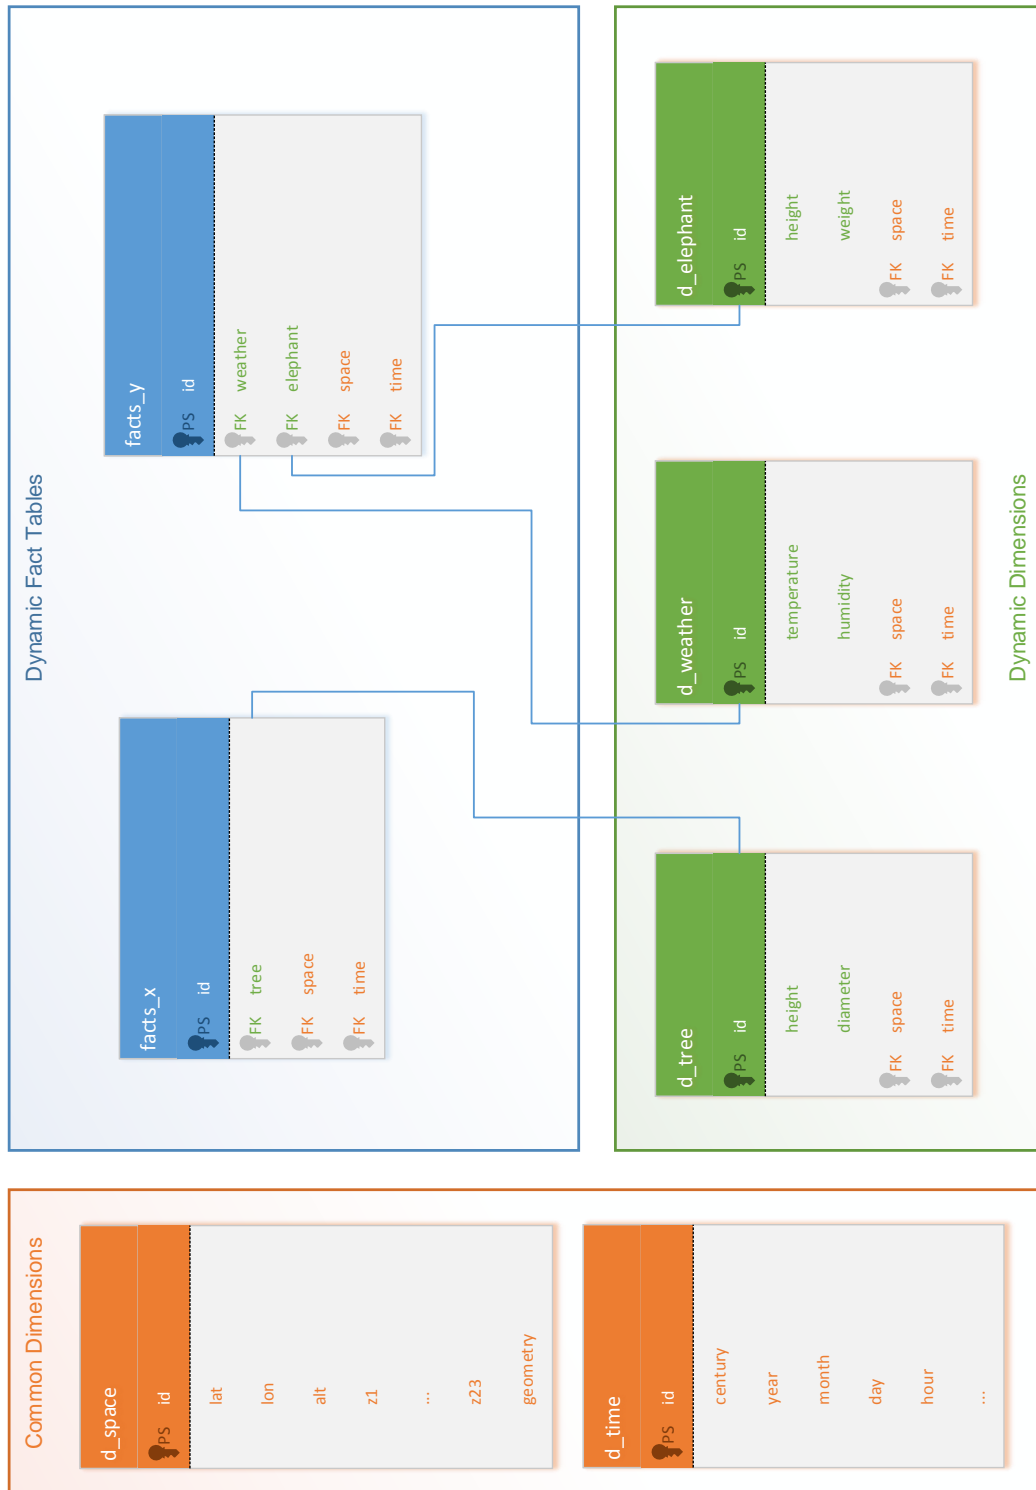 Common Dimensions
d_space
PS id
lat
lon
alt
z1
...
z23
geometry
d_time
PS id
century
year
month
day
hour
...
Dynamic Fact Tables
facts_x
PS id
FK tree
FK space
FK time
facts_y
PS id
FK weather
FK elephant
FK space
FK time
d_tree
PS id
height
diameter
FK space
FK time
d_weather
PS id
temperature
humidity
FK space
FK time
d_elephant
PS id
height
weight
FK space
FK time
Dynamic Dimensions